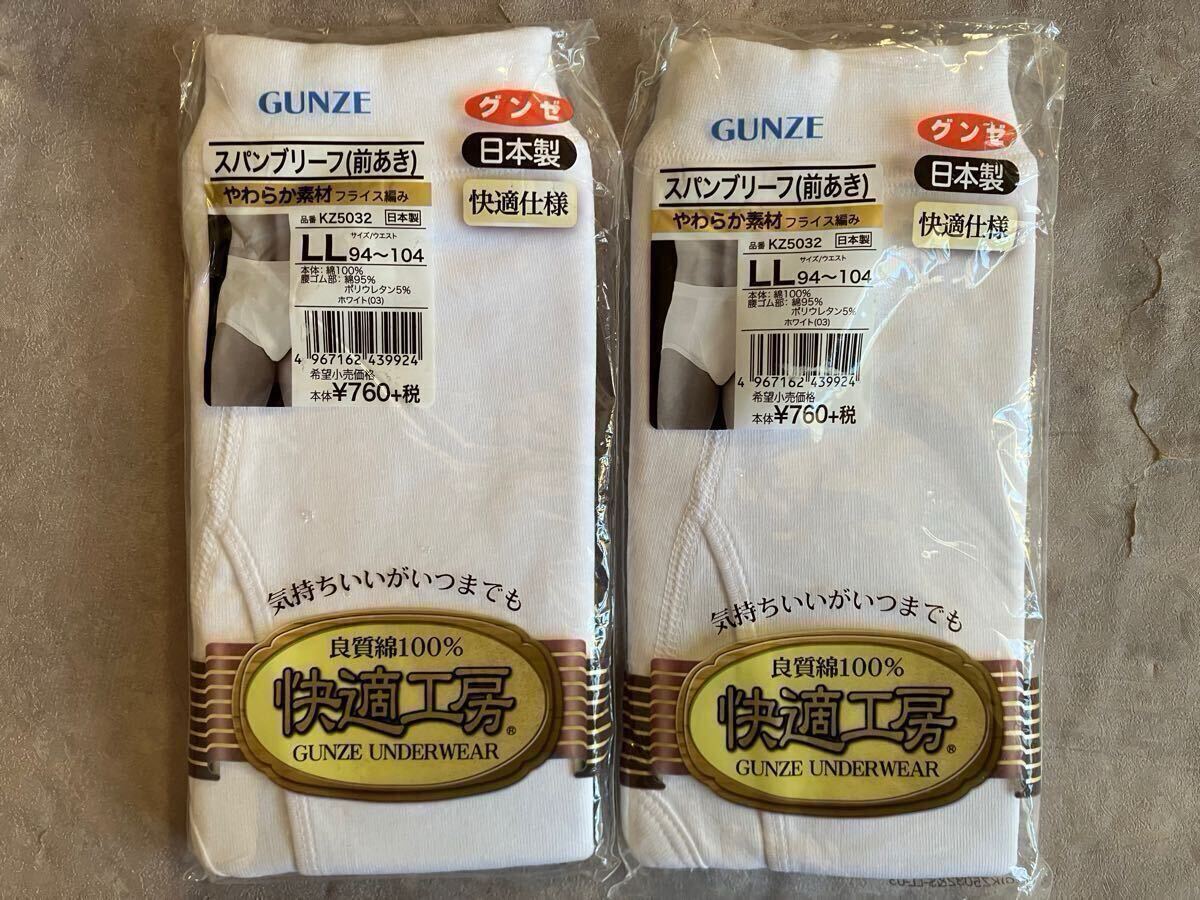 GUNZE
グンゼ
日本製
快適仕様
スパンブリーフ(前あき)
やわらか素材 フライス編み
品番 KZ5032 日本製
サイズ/ウエスト
LL 94〜104
本体: 綿100%
腰ゴム部: 綿95%
ポリウレタン5%
ホワイト(03)
4 967162 439924
希望小売価格
本体 ¥760+税
気持ちいいがいつまでも
良質綿100%
快適工房®
GUNZE UNDERWEAR
GUNZE
グンゼ
日本製
快適仕様
スパンブリーフ(前あき)
やわらか素材 フライス編み
品番 KZ5032 日本製
サイズ/ウエスト
LL 94〜104
本体: 綿100%
腰ゴム部: 綿95%
ポリウレタン5%
ホワイト(03)
4 967162 439924
希望小売価格
本体 ¥760+税
気持ちいいがいつまでも
良質綿100%
快適工房®
GUNZE UNDERWEAR